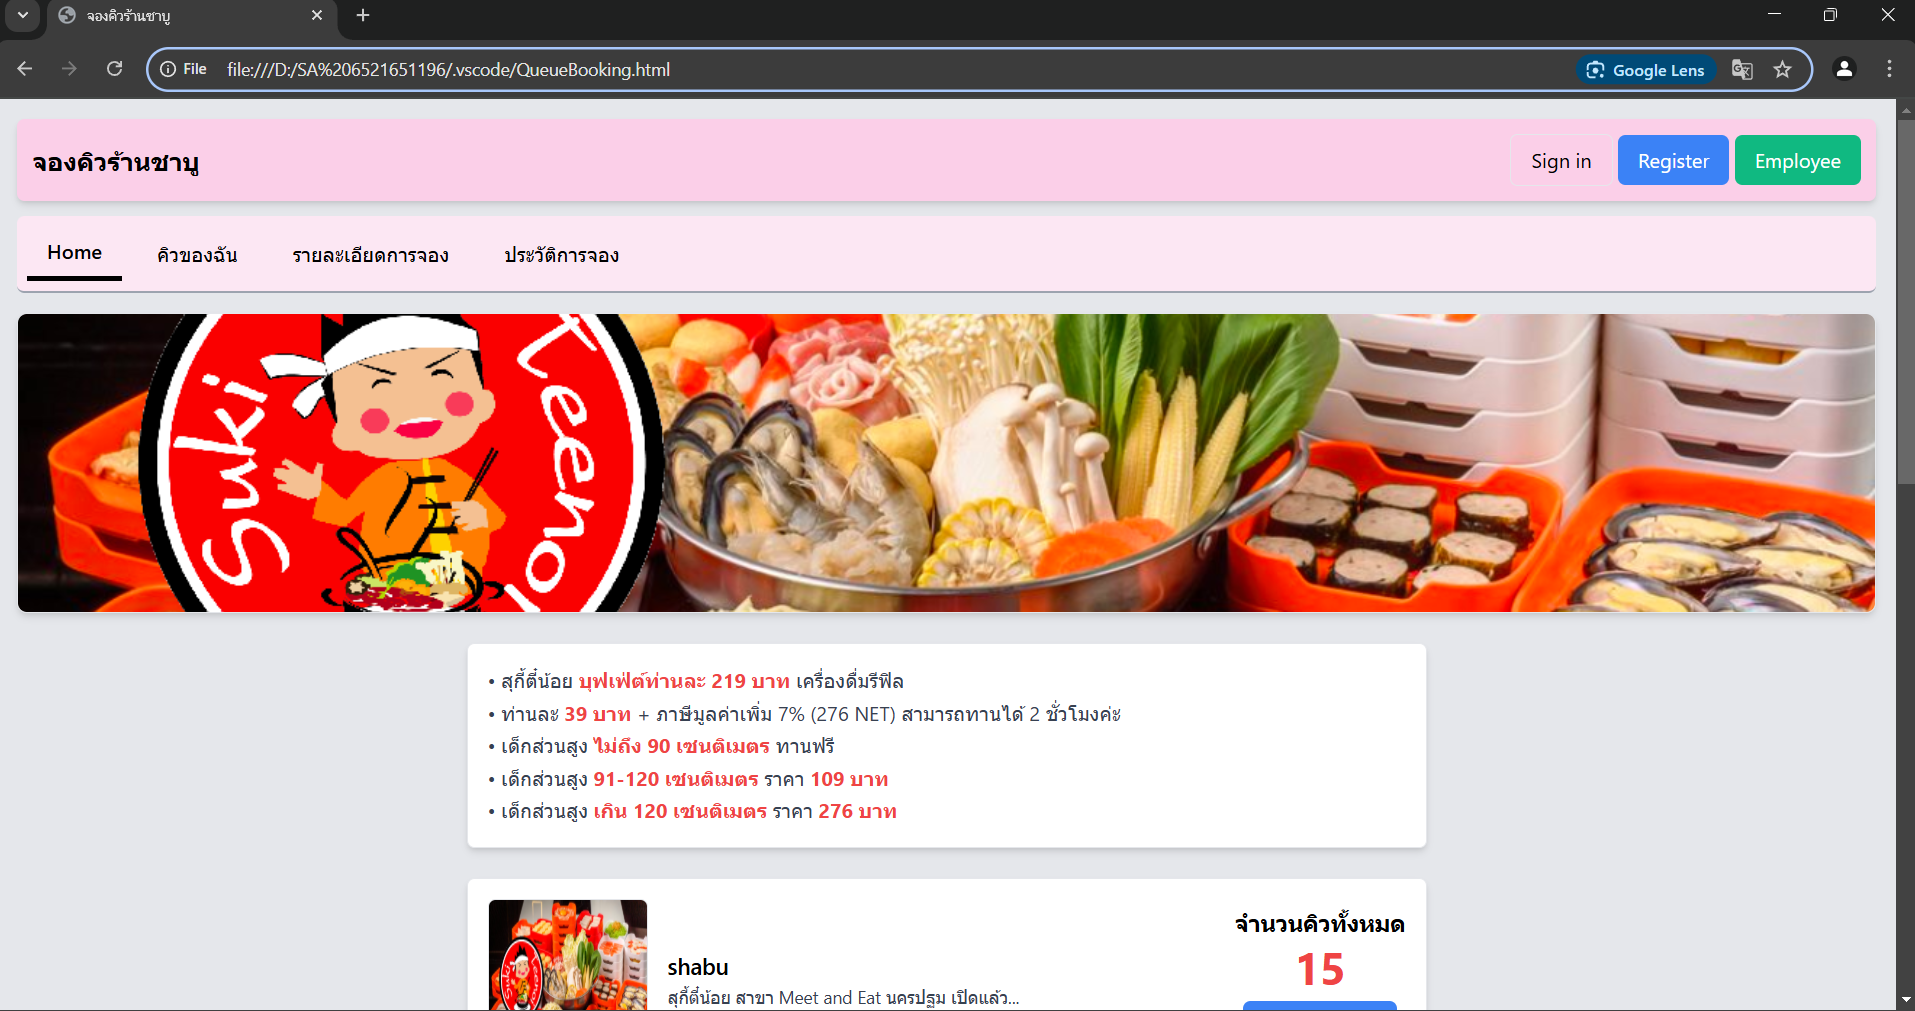 จองคิวร้านชาบู
File file:///D:/SA%206521651196/.vscode/QueueBooking.html Google Lens
จองคิวร้านชาบู Sign in Register Employee
Home คิวของฉัน รายละเอียดการจอง ประวัติการจอง
Suki Teenoi
• สุกี้ตี๋น้อย บุฟเฟ่ต์ท่านละ 219 บาท เครื่องดื่มรีฟิล
• ท่านละ 39 บาท + ภาษีมูลค่าเพิ่ม 7% (276 NET) สามารถทานได้ 2 ชั่วโมงค่ะ
• เด็กส่วนสูง ไม่ถึง 90 เซนติเมตร ทานฟรี
• เด็กส่วนสูง 91-120 เซนติเมตร ราคา 109 บาท
• เด็กส่วนสูง เกิน 120 เซนติเมตร ราคา 276 บาท
จำนวนคิวทั้งหมด
15
shabu
สุกี้ตี๋น้อย สาขา Meet and Eat นครปฐม เปิดแล้ว...